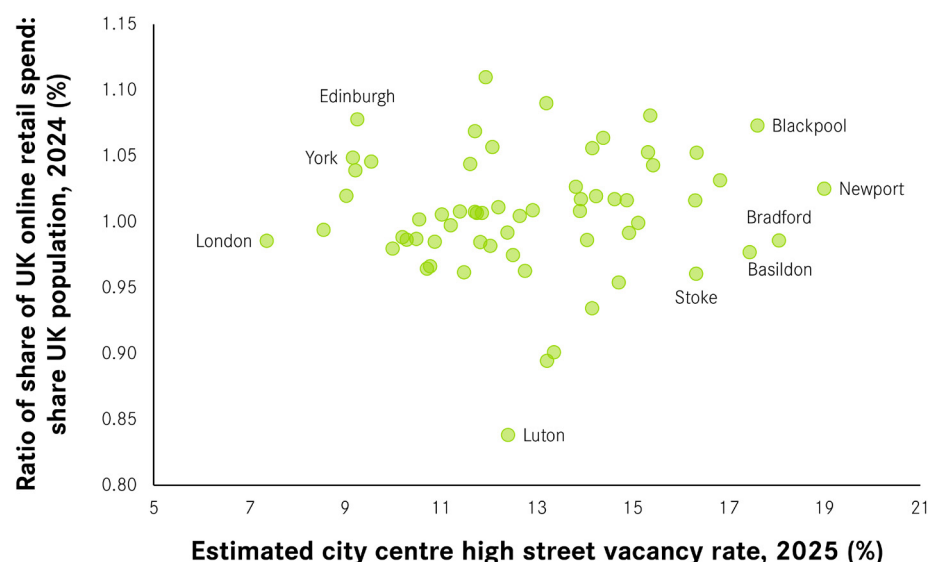 Ratio of share of UK online retail spend:
share UK population, 2024 (%)
1.15
1.10
1.05
1.00
0.95
0.90
0.85
0.80
Edinburgh
York
London
Blackpool
Newport
Bradford
Basildon
Stoke
Luton
5 7 9 11 13 15 17 19 21
Estimated city centre high street vacancy rate, 2025 (%)